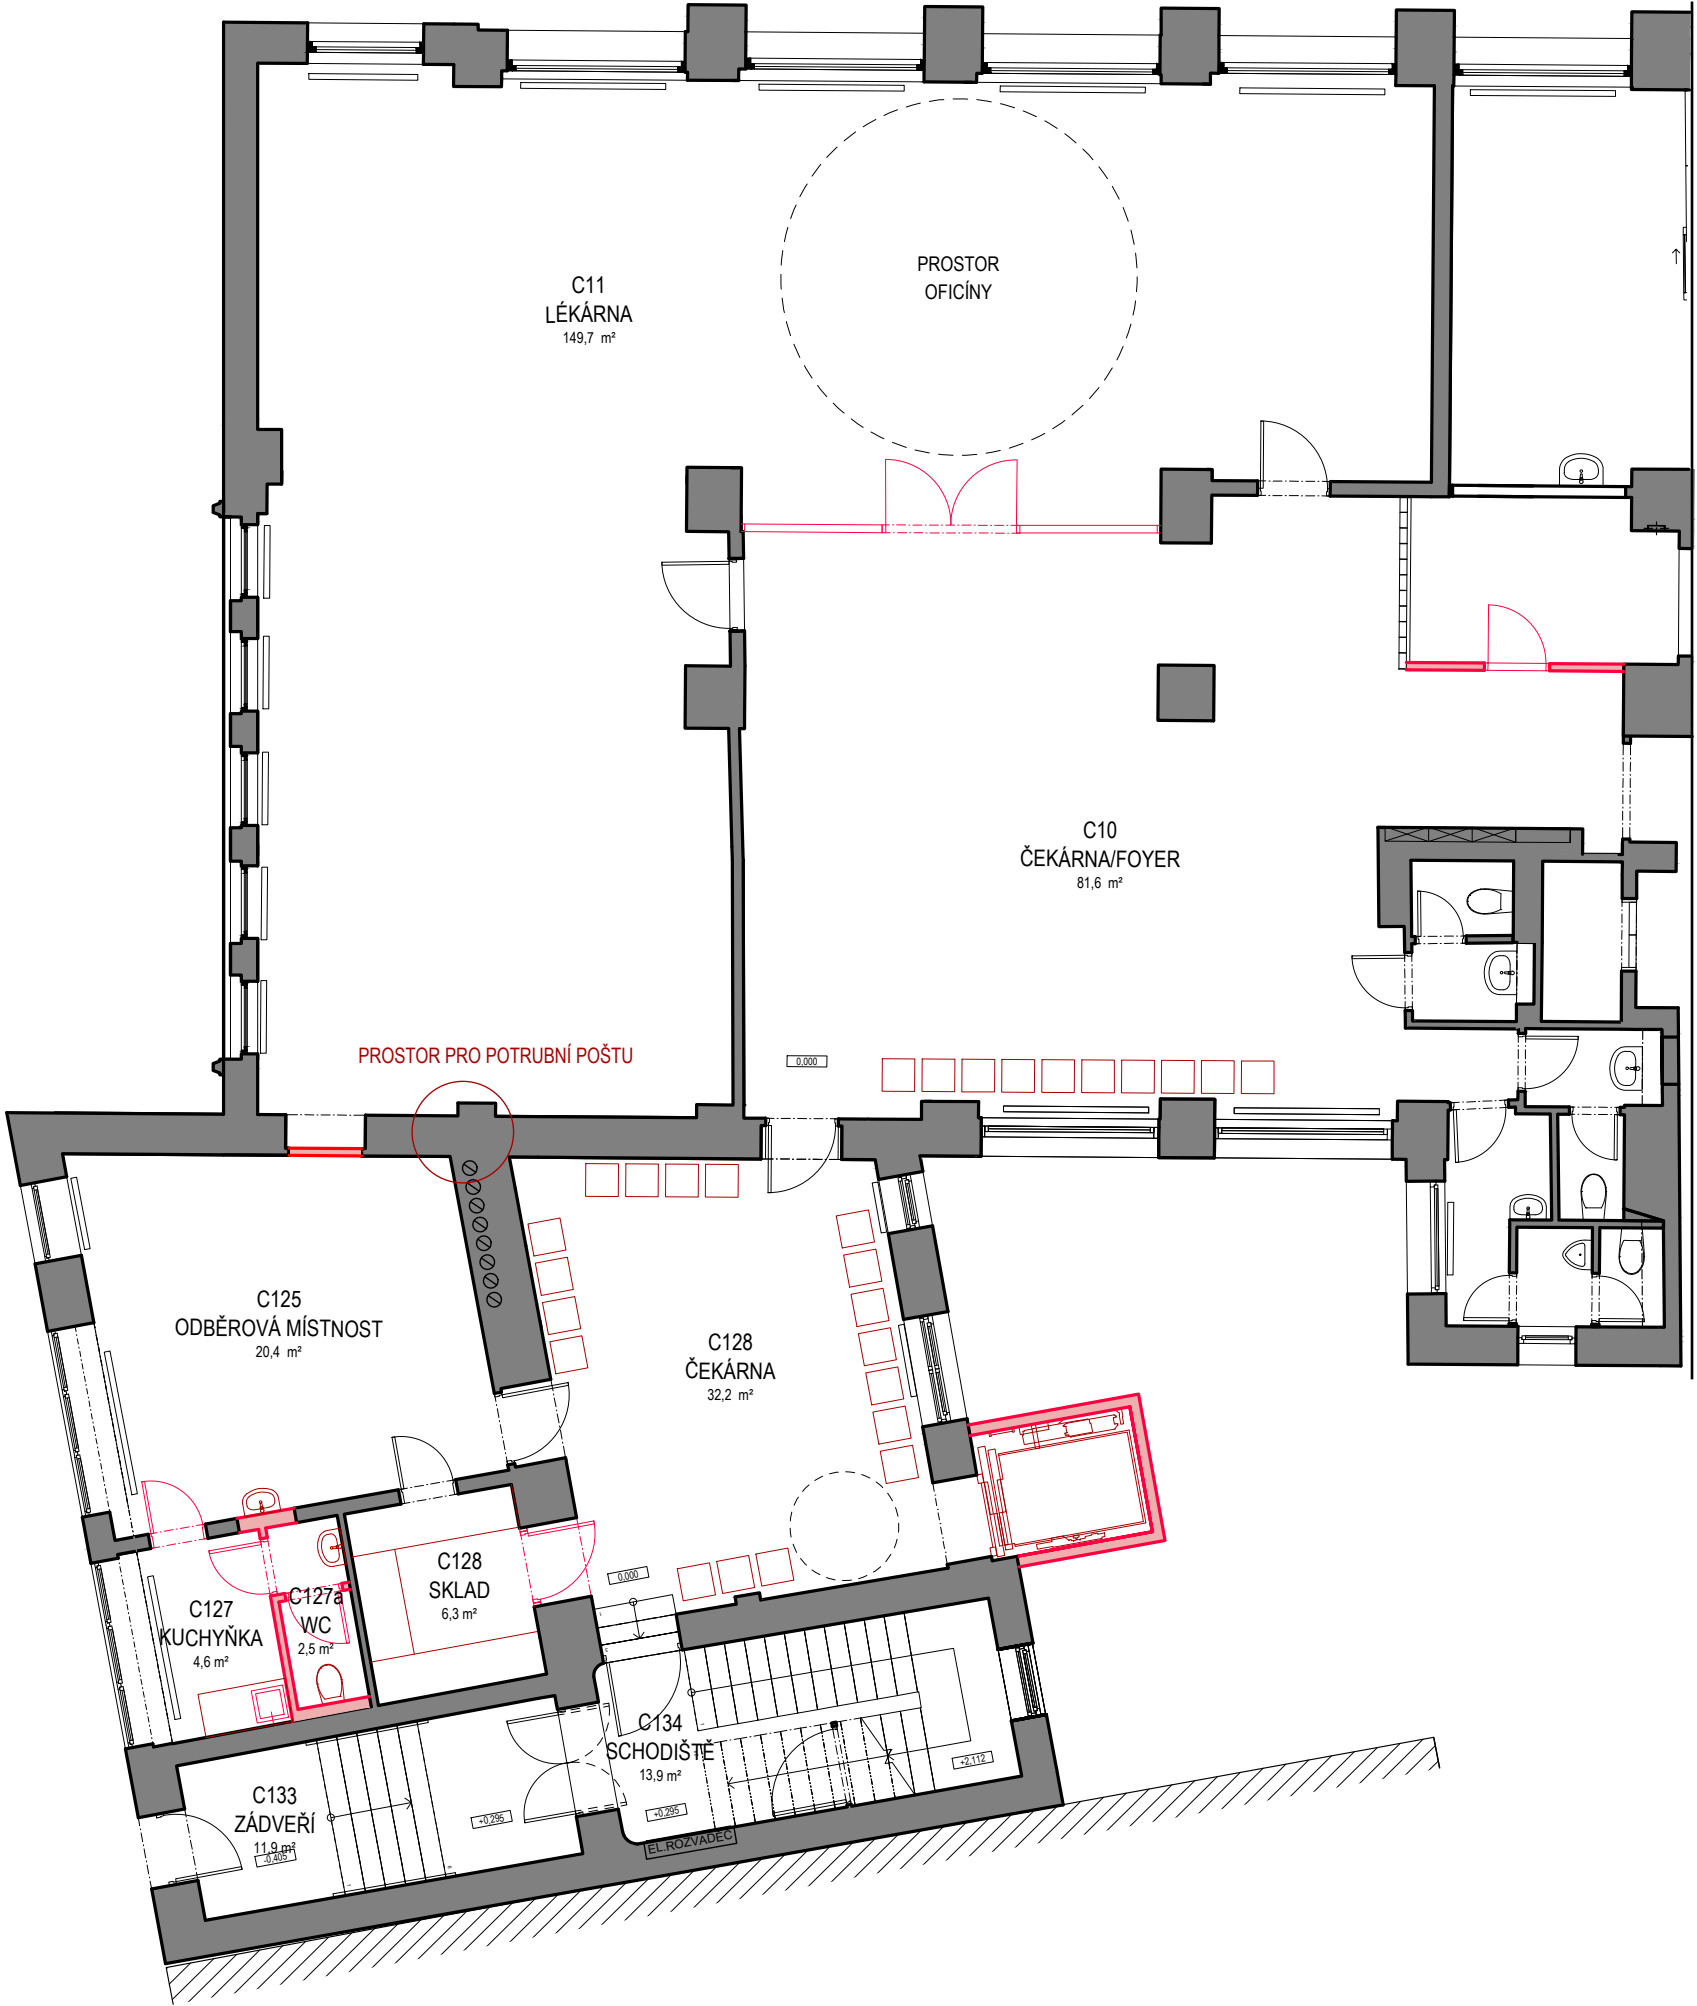 C11
LÉKÁRNA
149,7 m²
PROSTOR
OFICÍNY
C10
ČEKÁRNA/FOYER
81,6 m²
PROSTOR PRO POTRUBNÍ POŠTU
0,000
C125
ODBĚROVÁ MÍSTNOST
20,4 m²
C128
ČEKÁRNA
32,2 m²
C128
SKLAD
6,3 m²
0,000
C127
KUCHYŇKA
4,6 m²
C127a
WC
2,5 m²
C134
SCHODIŠTĚ
13,9 m²
+2,112
C133
ZÁDVEŘÍ
11,9 m²
-0,405
+0,295
+0,295
EL.ROZVADĚČ